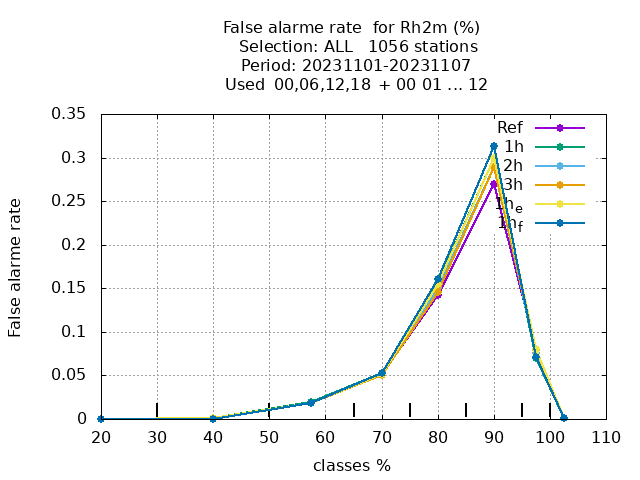 False alarme rate for Rh2m (%)
Selection: ALL 1056 stations
Period: 20231101-20231107
Used 00,06,12,18 + 00 01 ... 12
0.35
0.3
0.25
0.2
0.15
0.1
0.05
0
False alarme rate
Ref
1h
2h
3h
1he
1hf
20 30 40 50 60 70 80 90 100 110
classes %